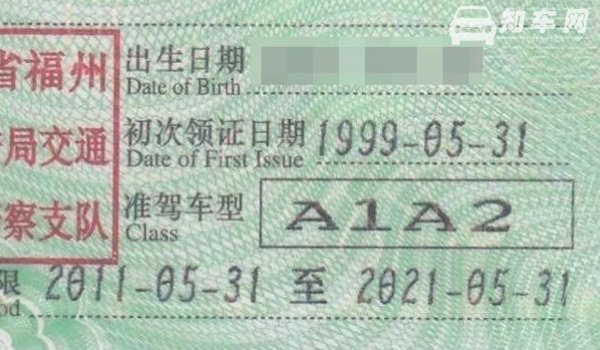 知车网
省福州
出生日期
Date of Birth
局交通
初次领证日期 1999-05-31
Date of First Issue
察支队
准驾车型 A1A2
Class
限 2011-05-31 至 2021-05-31
od